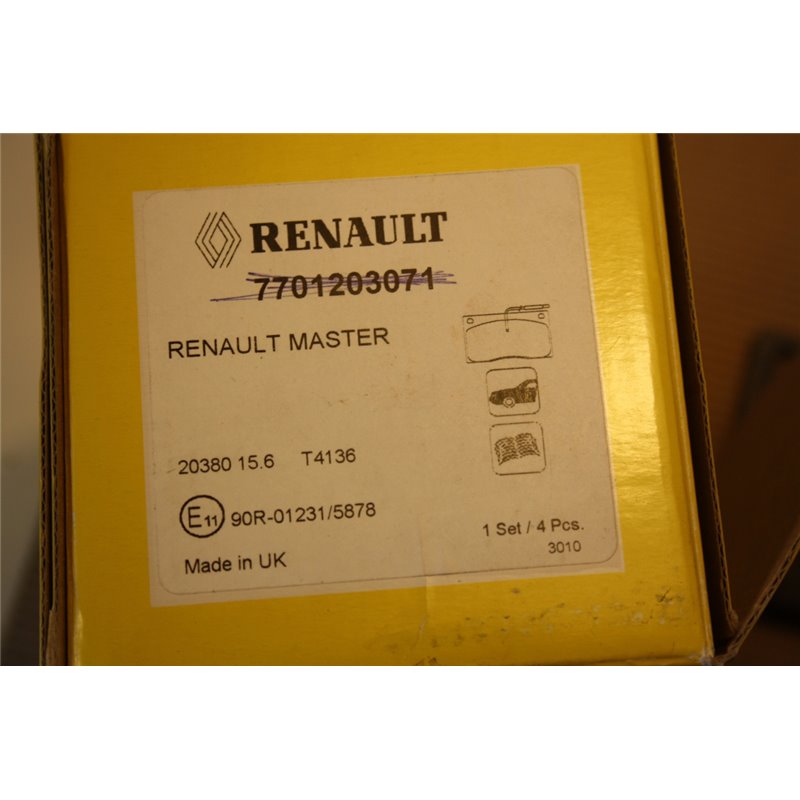 RENAULT
7701203071
RENAULT MASTER
20380 15.6 T4136
E11 90R-01231/5878
Made in UK
1 Set / 4 Pcs.
3010